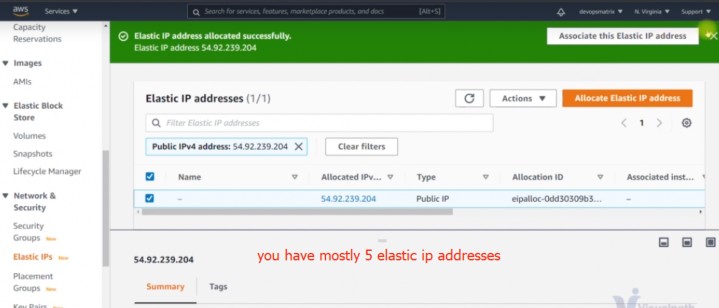 aws
Services
Search for services, features, marketplace products, and docs
[Alt+S]
devopsmatrix
N. Virginia
Support
Capacity
Reservations
Images
AMIs
Elastic Block
Store
Volumes
Snapshots
Lifecycle Manager
Network &
Security
Security
Groups New
Elastic IPs New
Placement
Groups New
Key Pairs New
Elastic IP address allocated successfully.
Elastic IP address 54.92.239.204
Associate this Elastic IP address
Elastic IP addresses (1/1)
Actions
Allocate Elastic IP address
Filter Elastic IP addresses
1
Public IPv4 address: 54.92.239.204
Clear filters
Name
Allocated IPv...
Type
Allocation ID
Associated inst...
–
54.92.239.204
Public IP
eipalloc-0dd30309b3...
–
you have mostly 5 elastic ip addresses
54.92.239.204
Summary
Tags
Visualpath